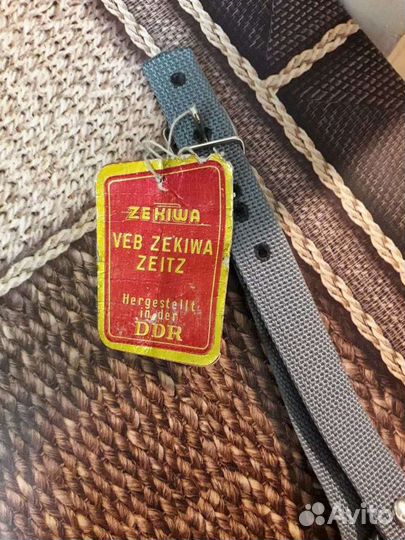 ZEKIWA
VEB ZEKIWA
ZEITZ
Hergestellt
in der
DDR
Avito